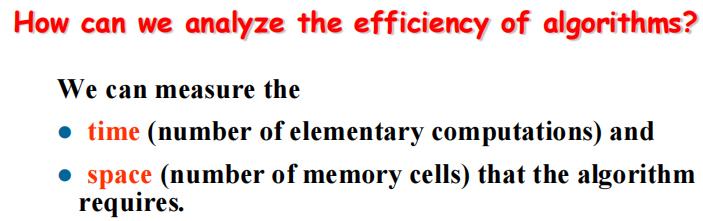 How can we analyze the efficiency of algorithms?
We can measure the
● time (number of elementary computations) and
● space (number of memory cells) that the algorithm
requires.